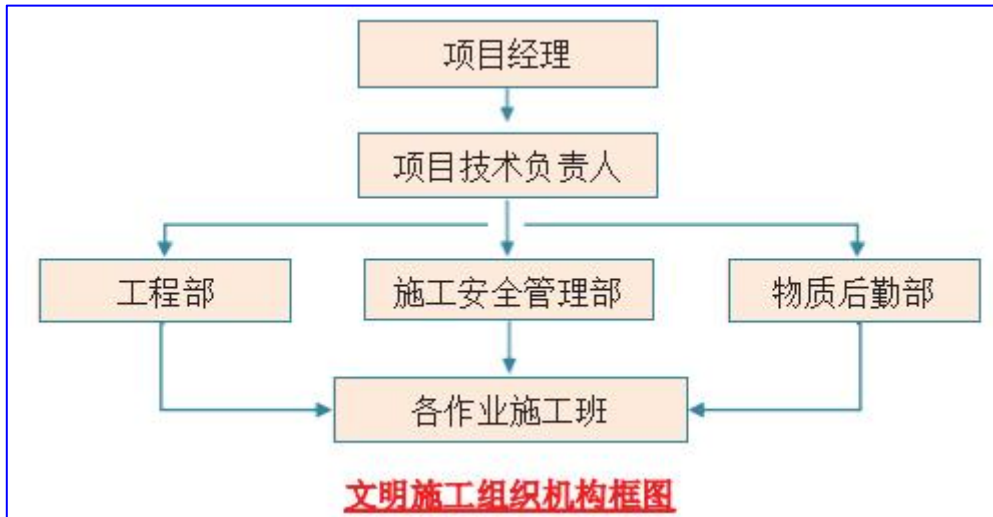 项目经理
项目技术负责人
工程部
施工安全管理部
物质后勤部
各作业施工班
文明施工组织机构框图